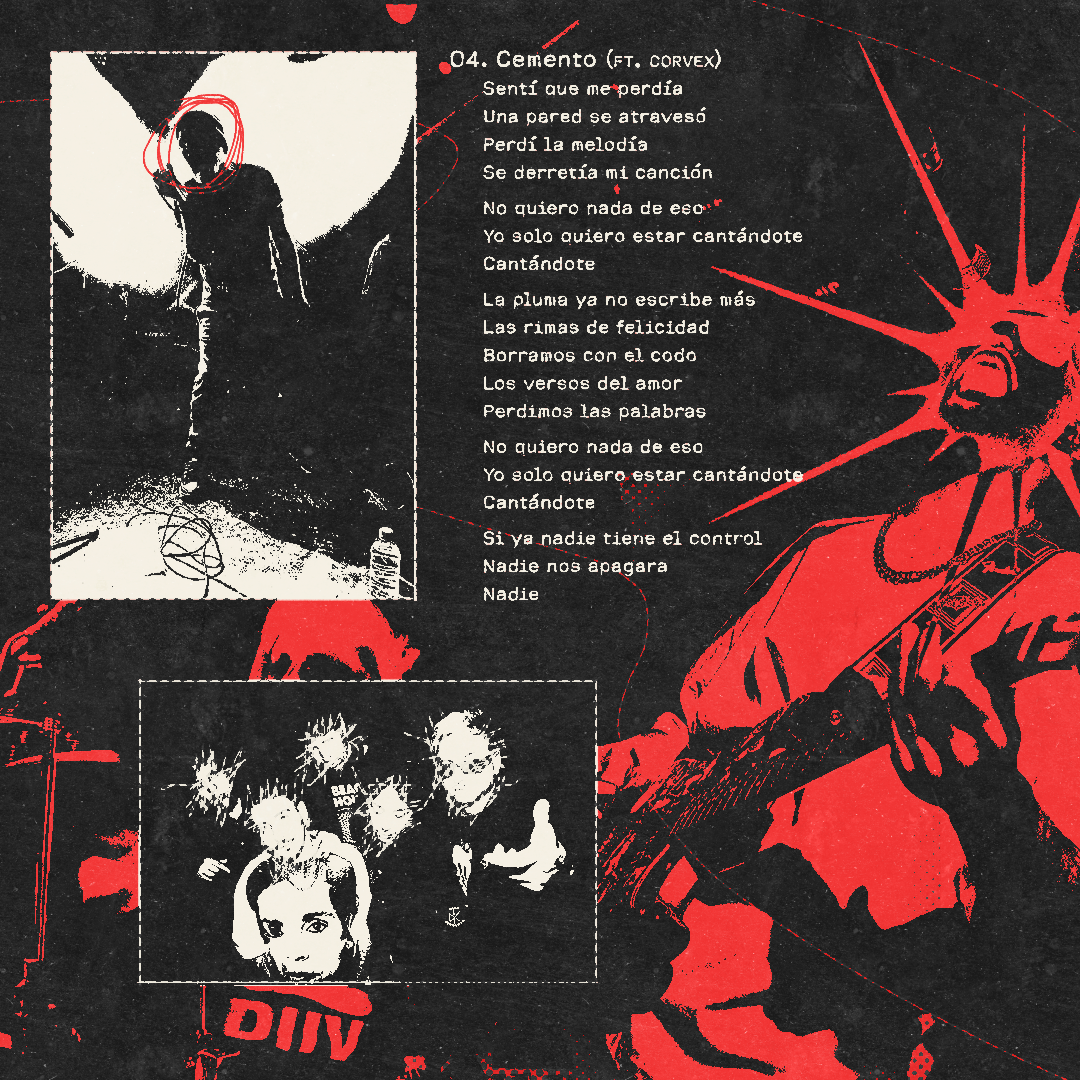 04. Cemento (FT. CORVEX)
Sentí que me perdía
Una pared se atravesó
Perdí la melodía
Se derretía mi canción
No quiero nada de eso
Yo solo quiero estar cantándote
Cantándote
La pluma ya no escribe más
Las rimas de felicidad
Borramos con el codo
Los versos del amor
Perdimos las palabras
No quiero nada de eso
Yo solo quiero estar cantándote
Cantándote
Si ya nadie tiene el control
Nadie nos apagara
Nadie
DIIV